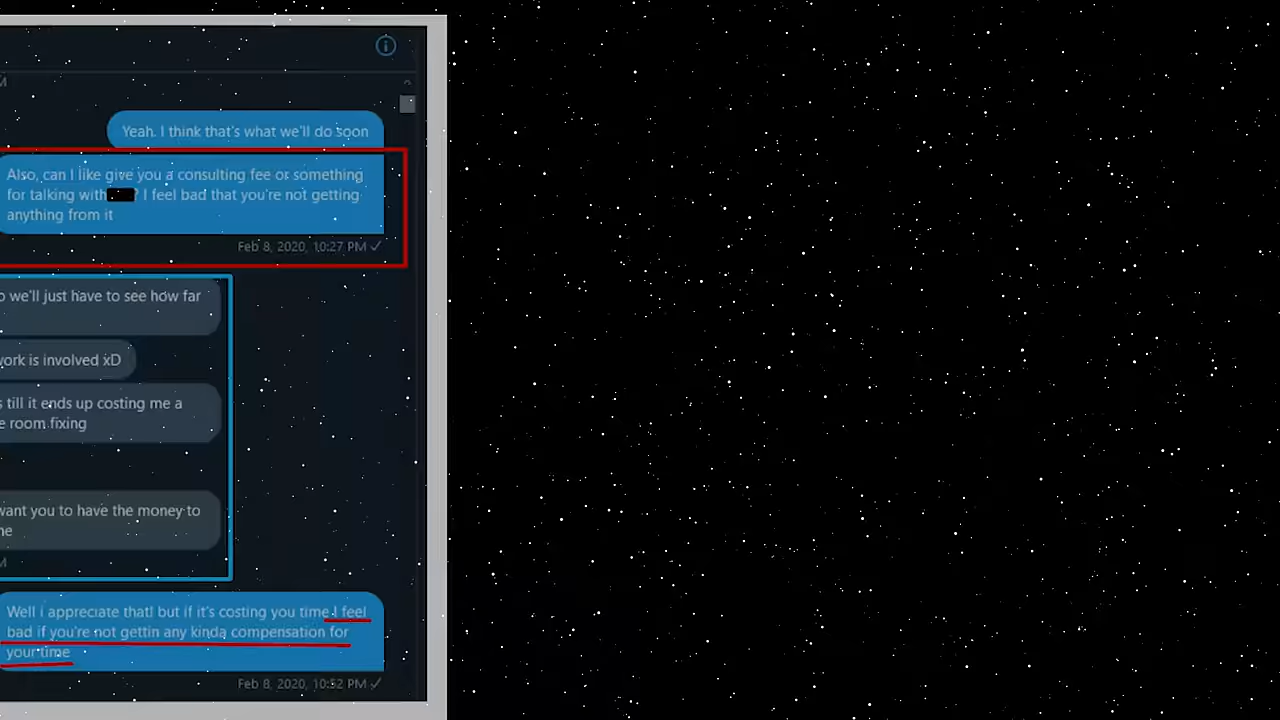 M
Yeah. I think that's what we'll do soon
Also, can I like give you a consulting fee or something
for talking with ? I feel bad that you're not getting
anything from it
Feb 8, 2020, 10:27 PM ✓
o we'll just have to see how far
work is involved xD
s till it ends up costing me a
e room fixing
want you to have the money to
ne
M
Well i appreciate that! but if it's costing you time I feel
bad if you're not gettin any kinda compensation for
your time
Feb 8, 2020, 10:52 PM ✓